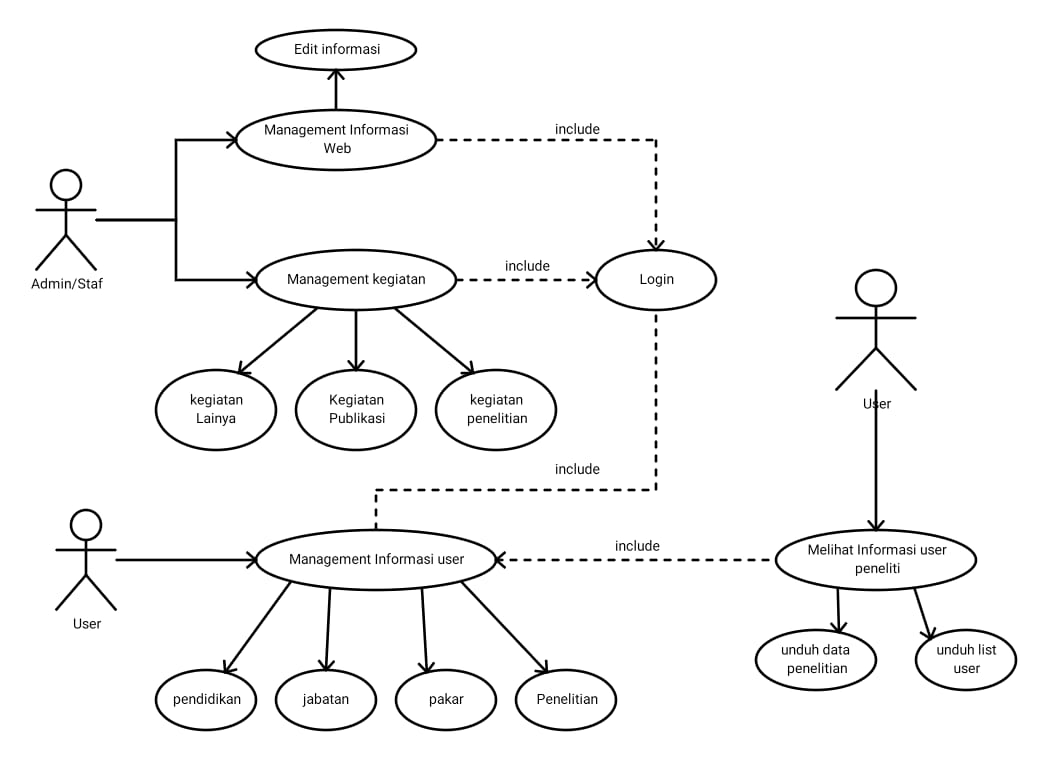 Edit informasi
Management Informasi
Web
include
Admin/Staf
Management kegiatan
include
Login
kegiatan
Lainya
Kegiatan
Publikasi
kegiatan
penelitian
User
include
User
Management Informasi user
include
Melihat Informasi user
peneliti
unduh data
penelitian
unduh list
user
pendidikan
jabatan
pakar
Penelitian